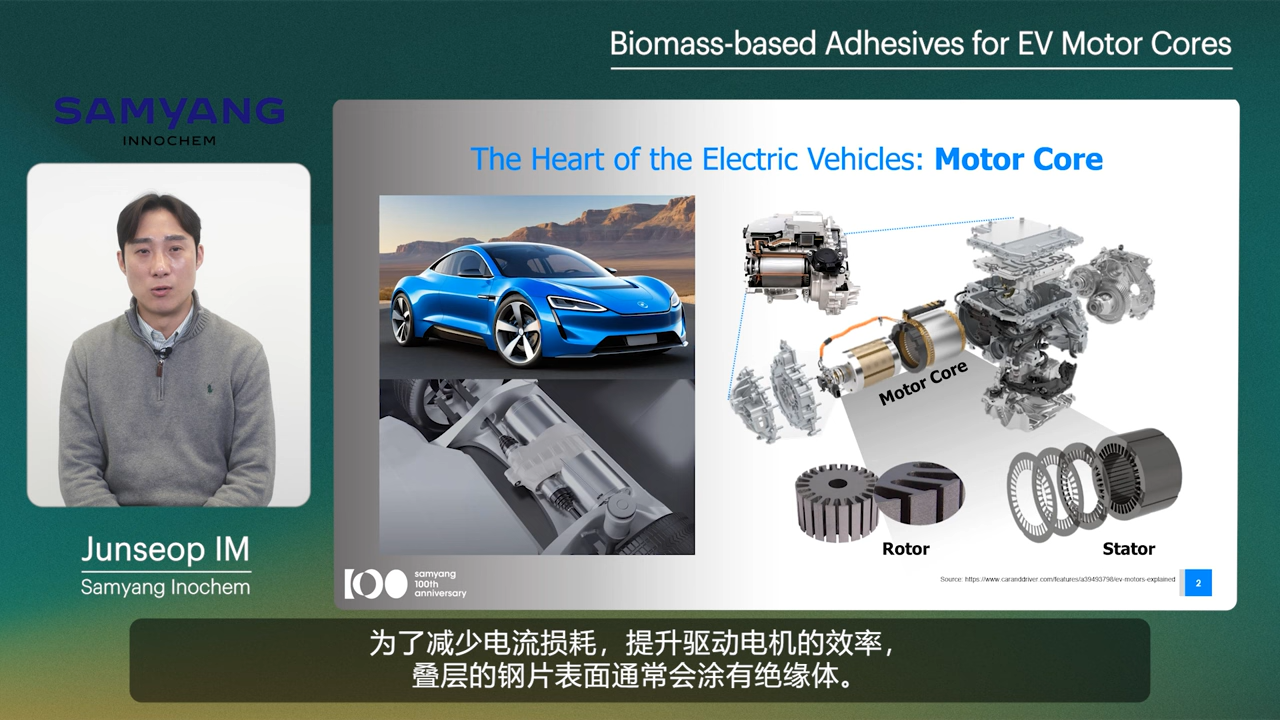 Biomass-based Adhesives for EV Motor Cores
SAMYANG
INNOCHEM
The Heart of the Electric Vehicles: Motor Core
Motor Core
Rotor
Stator
Source: https://www.caranddriver.com/features/a39493798/ev-motors-explained
2
100
samyang
100th
anniversary
Junseop IM
Samyang Inochem
为了减少电流损耗，提升驱动电机的效率，
叠层的钢片表面通常会涂有绝缘体。